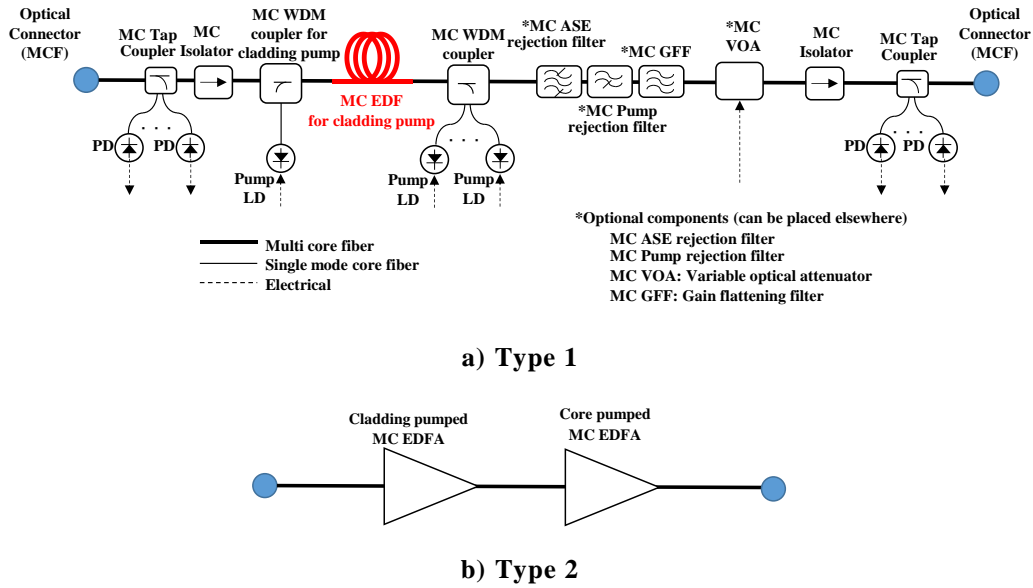 Optical
Connector
(MCF)
MC Tap
Coupler
MC
Isolator
MC WDM
coupler for
cladding pump
MC EDF
for cladding pump
MC WDM
coupler
*MC ASE
rejection filter
*MC GFF
*MC Pump
rejection filter
*MC
VOA
MC
Isolator
MC Tap
Coupler
Optical
Connector
(MCF)
PD
. . .
PD
Pump
LD
. . .
Pump
LD
Pump
LD
. . .
PD
PD
Multi core fiber
Single mode core fiber
Electrical
*Optional components (can be placed elsewhere)
MC ASE rejection filter
MC Pump rejection filter
MC VOA: Variable optical attenuator
MC GFF: Gain flattening filter
a) Type 1
Cladding pumped
MC EDFA
Core pumped
MC EDFA
b) Type 2